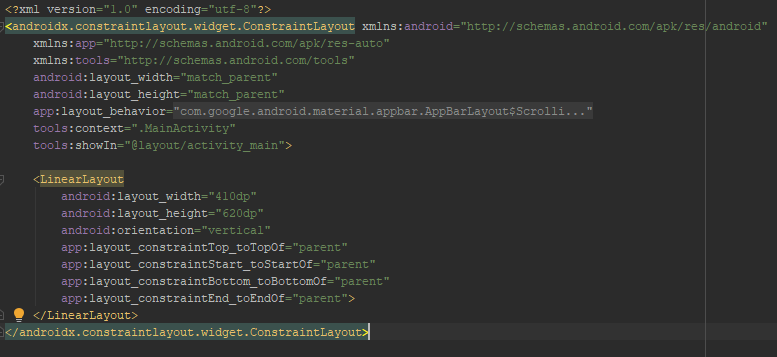 <?xml version="1.0" encoding="utf-8"?>
<androidx.constraintlayout.widget.ConstraintLayout xmlns:android="http://schemas.android.com/apk/res/android"
    xmlns:app="http://schemas.android.com/apk/res-auto"
    xmlns:tools="http://schemas.android.com/tools"
    android:layout_width="match_parent"
    android:layout_height="match_parent"
    app:layout_behavior="com.google.android.material.appbar.AppBarLayout$Scrolli..."
    tools:context=".MainActivity"
    tools:showIn="@layout/activity_main">

    <LinearLayout
        android:layout_width="410dp"
        android:layout_height="620dp"
        android:orientation="vertical"
        app:layout_constraintTop_toTopOf="parent"
        app:layout_constraintStart_toStartOf="parent"
        app:layout_constraintBottom_toBottomOf="parent"
        app:layout_constraintEnd_toEndOf="parent">
    </LinearLayout>
</androidx.constraintlayout.widget.ConstraintLayout>